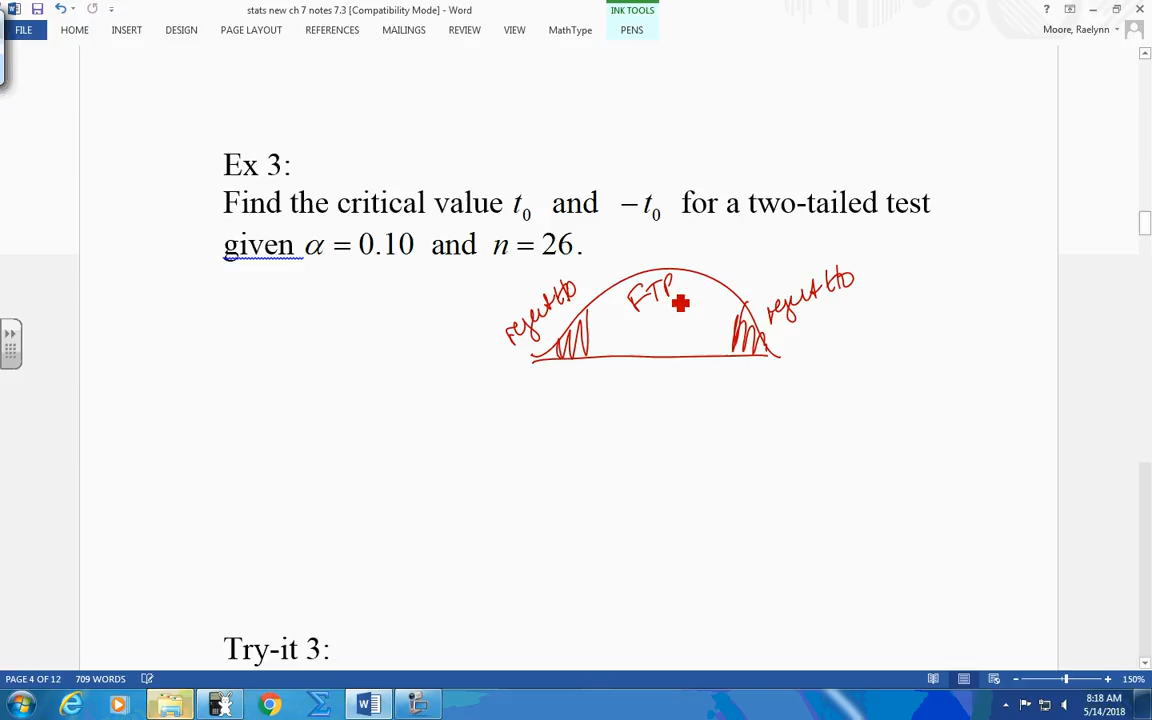 stats new ch 7 notes 7.3 [Compatibility Mode] - Word
INK TOOLS
FILE HOME INSERT DESIGN PAGE LAYOUT REFERENCES MAILINGS REVIEW VIEW MathType PENS
Moore, Raelynn
Ex 3:
Find the critical value t₀ and − t₀ for a two-tailed test
given α = 0.10 and n = 26.
reject H0
FTR
reject H0
Try-it 3:
PAGE 4 OF 12 709 WORDS
150%
8:18 AM
5/14/2018